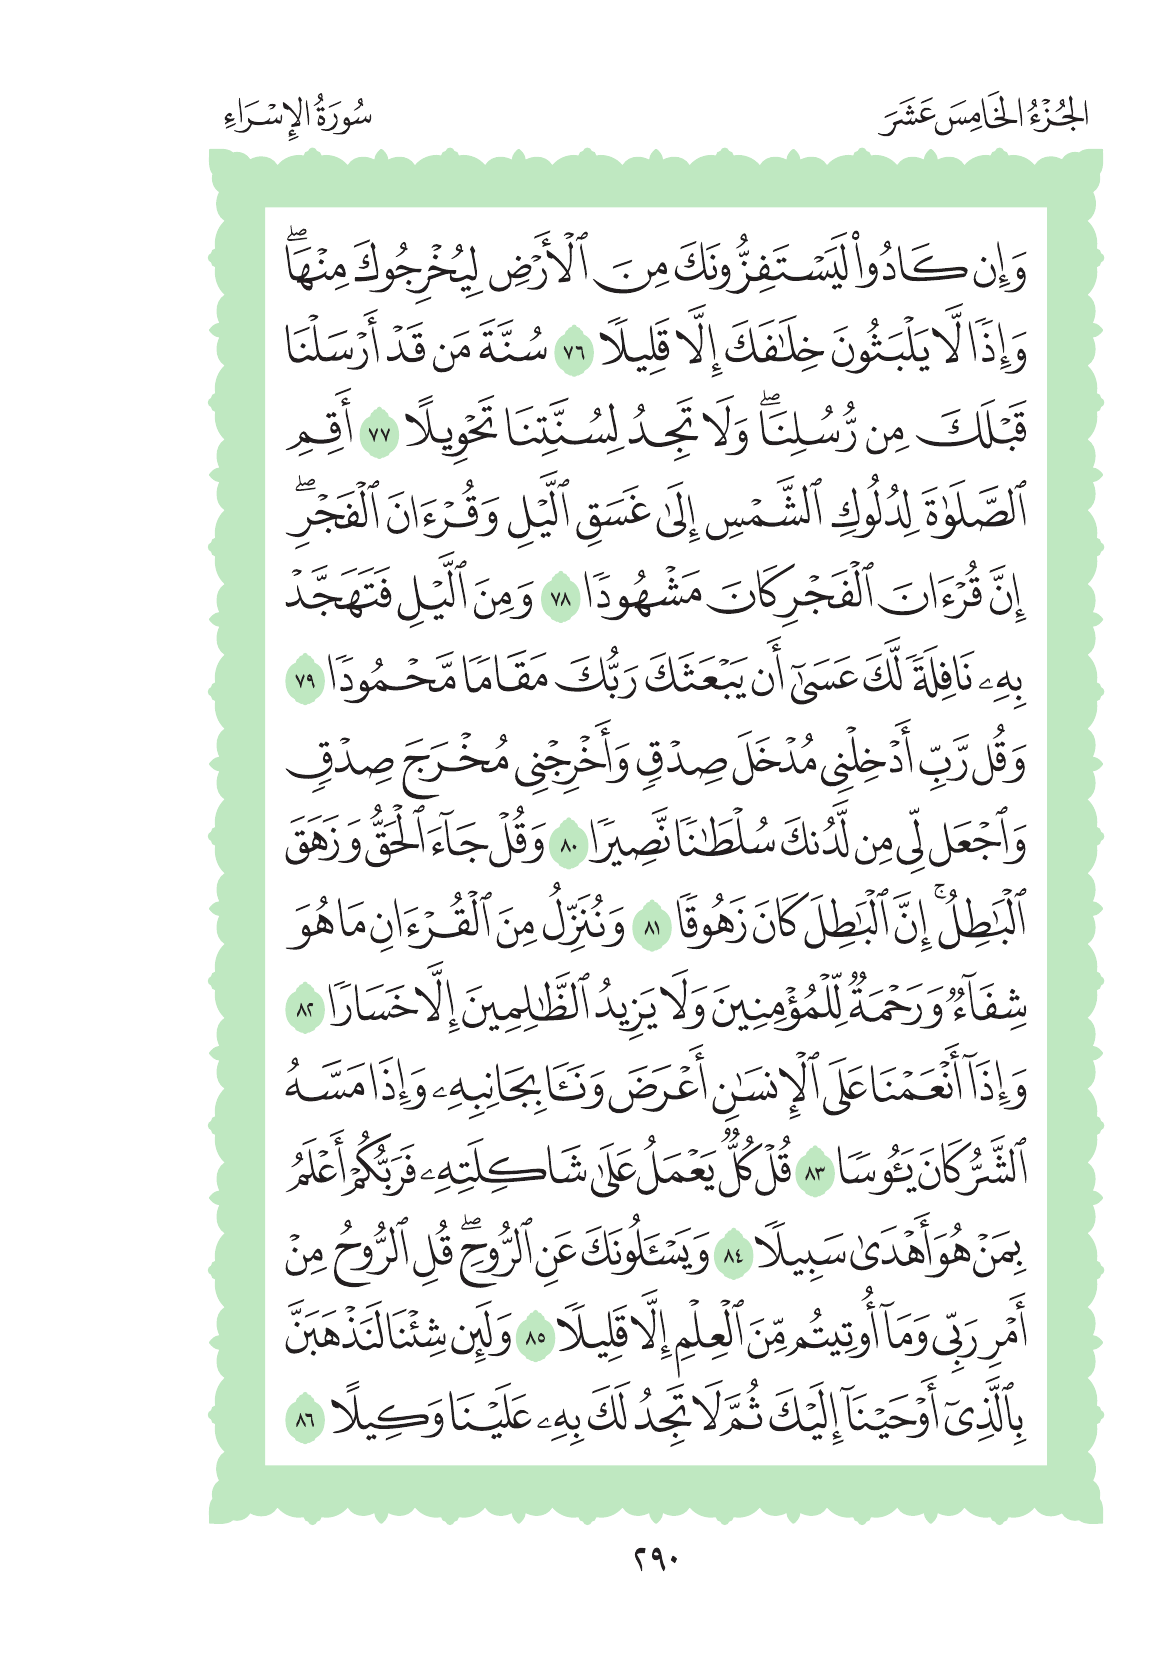 الجُزْءُ الخَامِسَ عَشَرَ
سُورَةُ الإِسْرَاءِ
وَإِن كَادُوا۟ لَيَسْتَفِزُّونَكَ مِنَ ٱلْأَرْضِ لِيُخْرِجُوكَ مِنْهَاۖ
وَإِذًا لَّا يَلْبَثُونَ خِلَٰفَكَ إِلَّا قَلِيلًا ٧٦ سُنَّةَ مَن قَدْ أَرْسَلْنَا
قَبْلَكَ مِن رُّسُلِنَاۖ وَلَا تَجِدُ لِسُنَّتِنَا تَحْوِيلًا ٧٧ أَقِمِ
ٱلصَّلَوٰةَ لِدُلُوكِ ٱلشَّمْسِ إِلَىٰ غَسَقِ ٱلَّيْلِ وَقُرْءَانَ ٱلْفَجْرِۖ
إِنَّ قُرْءَانَ ٱلْفَجْرِ كَانَ مَشْهُودًا ٧٨ وَمِنَ ٱلَّيْلِ فَتَهَجَّدْ
بِهِۦ نَافِلَةً لَّكَ عَسَىٰٓ أَن يَبْعَثَكَ رَبُّكَ مَقَامًا مَّحْمُودًا ٧٩
وَقُل رَّبِّ أَدْخِلْنِى مُدْخَلَ صِدْقٍ وَأَخْرِجْنِى مُخْرَجَ صِدْقٍ
وَٱجْعَل لِّى مِن لَّدُنكَ سُلْطَٰنًا نَّصِيرًا ٨٠ وَقُلْ جَآءَ ٱلْحَقُّ وَزَهَقَ
ٱلْبَٰطِلُۚ إِنَّ ٱلْبَٰطِلَ كَانَ زَهُوقًا ٨١ وَنُنَزِّلُ مِنَ ٱلْقُرْءَانِ مَا هُوَ
شِفَآءٌ وَرَحْمَةٌ لِّلْمُؤْمِنِينَ وَلَا يَزِيدُ ٱلظَّٰلِمِينَ إِلَّا خَسَارًا ٨٢
وَإِذَآ أَنْعَمْنَا عَلَى ٱلْإِنسَٰنِ أَعْرَضَ وَنَـَٔا بِجَانِبِهِۦ وَإِذَا مَسَّهُ
ٱلشَّرُّ كَانَ يَـُٔوسًا ٨٣ قُلْ كُلٌّ يَعْمَلُ عَلَىٰ شَاكِلَتِهِۦ فَرَبُّكُمْ أَعْلَمُ
بِمَنْ هُوَ أَهْدَىٰ سَبِيلًا ٨٤ وَيَسْـَٔلُونَكَ عَنِ ٱلرُّوحِۖ قُلِ ٱلرُّوحُ مِنْ
أَمْرِ رَبِّى وَمَآ أُوتِيتُم مِّنَ ٱلْعِلْمِ إِلَّا قَلِيلًا ٨٥ وَلَئِن شِئْنَا لَنَذْهَبَنَّ
بِٱلَّذِىٓ أَوْحَيْنَآ إِلَيْكَ ثُمَّ لَا تَجِدُ لَكَ بِهِۦ عَلَيْنَا وَكِيلًا ٨٦
٢٩٠